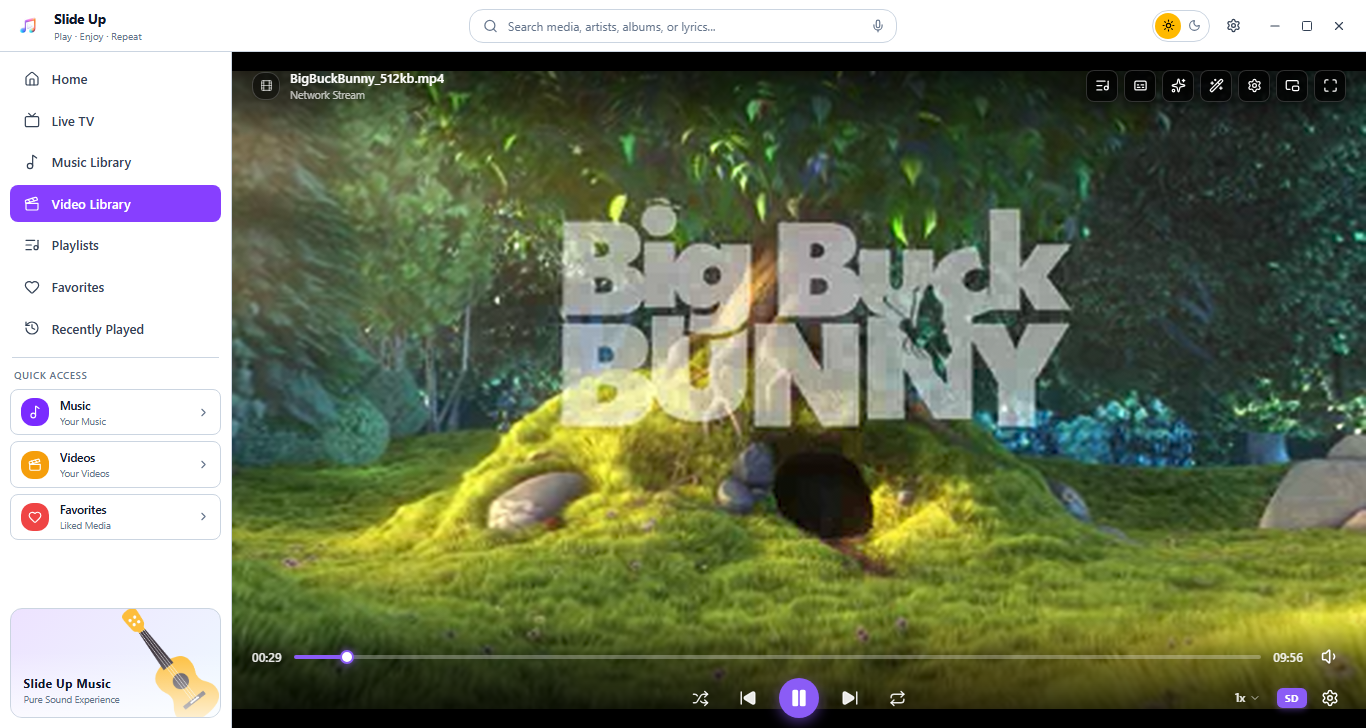 Slide Up
Play · Enjoy · Repeat
Search media, artists, albums, or lyrics...
Home
Live TV
Music Library
Video Library
Playlists
Favorites
Recently Played
QUICK ACCESS
Music
Your Music
Videos
Your Videos
Favorites
Liked Media
Slide Up Music
Pure Sound Experience
BigBuckBunny_512kb.mp4
Network Stream
Big Buck
BUNNY
00:29
09:56
1x
SD